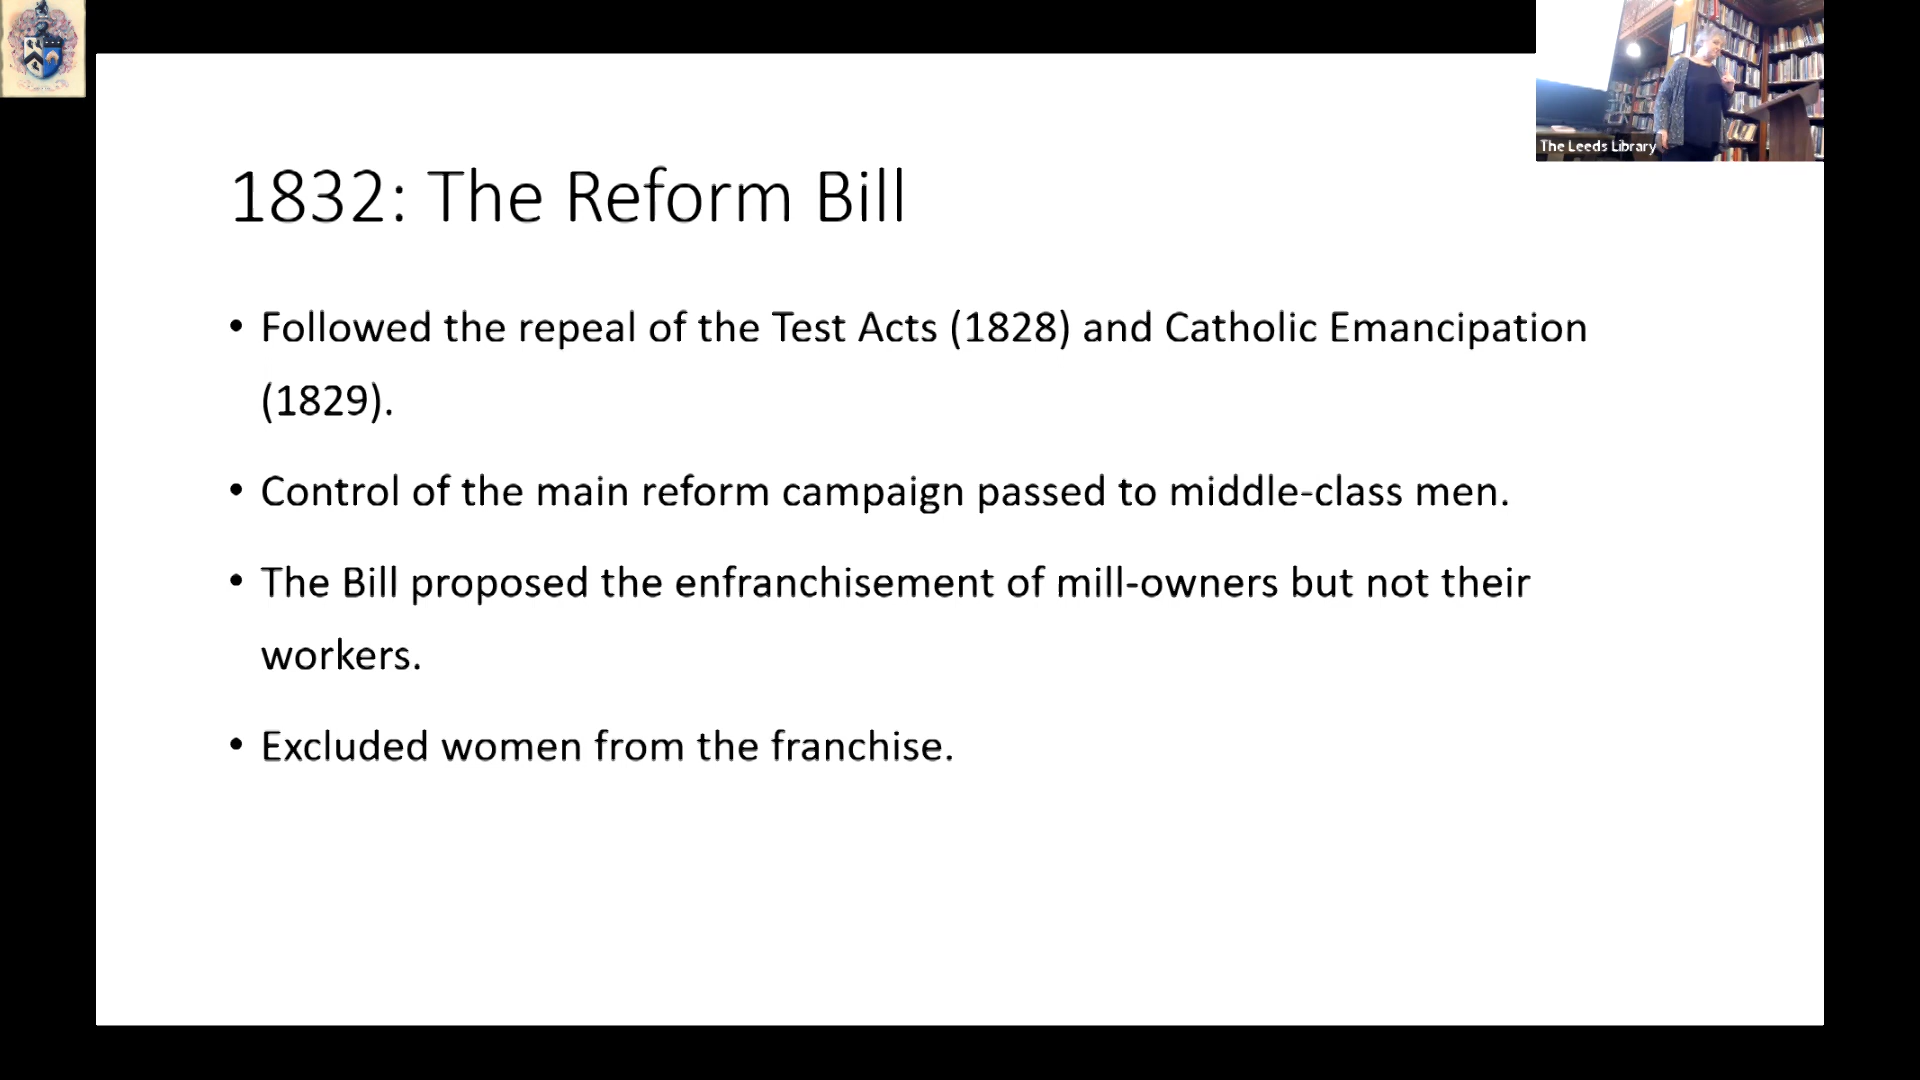 The Leeds Library
1832: The Reform Bill
• Followed the repeal of the Test Acts (1828) and Catholic Emancipation
(1829).
• Control of the main reform campaign passed to middle-class men.
• The Bill proposed the enfranchisement of mill-owners but not their
workers.
• Excluded women from the franchise.